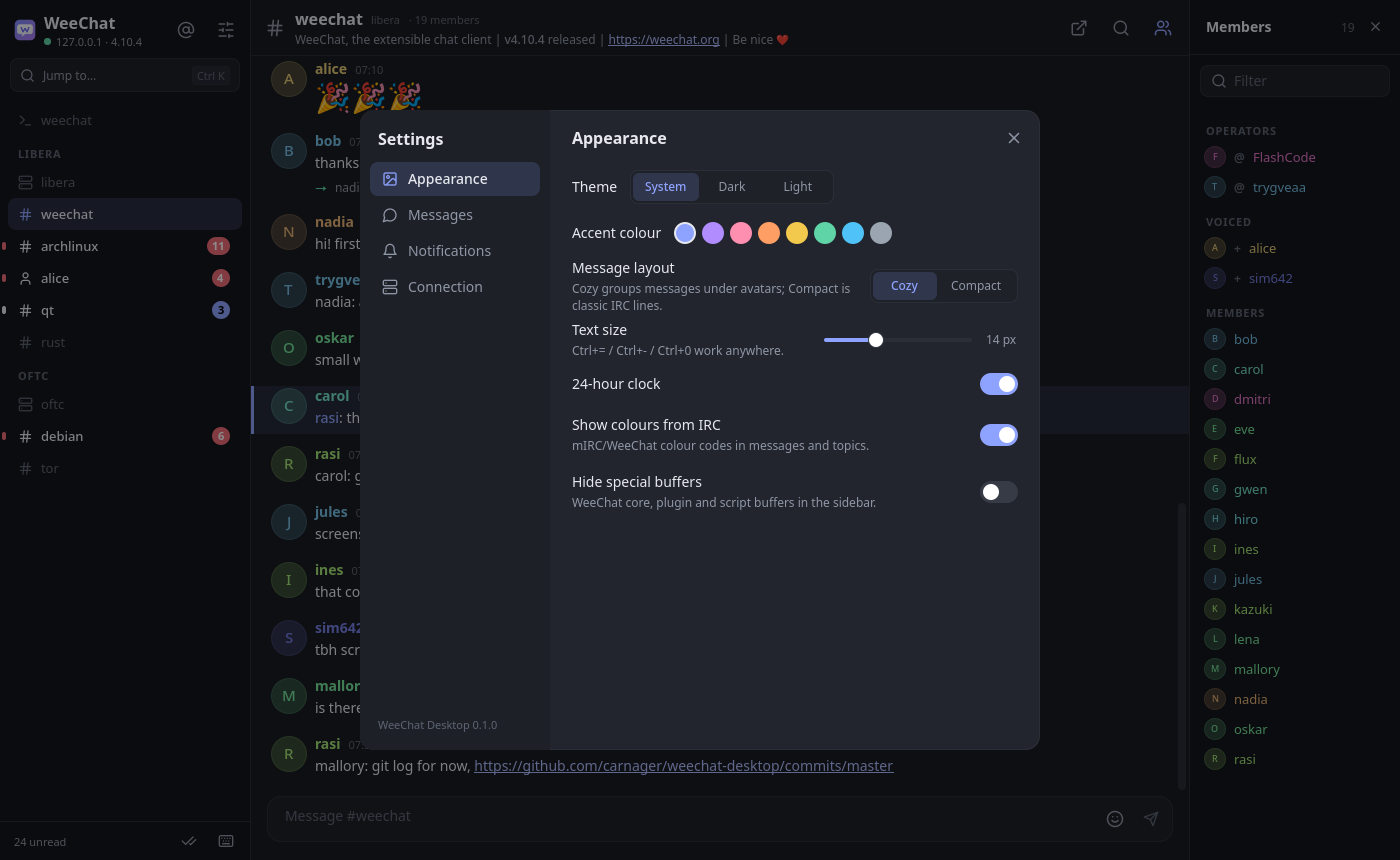 WeeChat
127.0.0.1 · 4.10.4
Jump to...
Ctrl K
weechat
LIBERA
libera
weechat
archlinux
11
alice
4
qt
3
rust
OFTC
oftc
debian
6
tor
24 unread
weechat libera · 19 members
WeeChat, the extensible chat client | v4.10.4 released | https://weechat.org | Be nice ❤️
A
alice 07:10
🎉🎉🎉
B
bob
thanks
→
N
nadia
hi! first
T
nadia:
O
oskar
small
C
carol
rasi: th
R
rasi
carol:
J
jules
I
ines
that
S
sim642
tbh
M
is there
R
rasi
mallory: git log for now, https://github.com/carnager/weechat-desktop/commits/master
Message #weechat
Settings
Appearance
Messages
Notifications
Connection
WeeChat Desktop 0.1.0
Appearance
Theme
System
Dark
Light
Accent colour
Message layout
Cozy groups messages under avatars; Compact is
classic IRC lines.
Cozy
Compact
Text size
Ctrl+= / Ctrl+- / Ctrl+0 work anywhere.
14 px
24-hour clock
Show colours from IRC
mIRC/WeeChat colour codes in messages and topics.
Hide special buffers
WeeChat core, plugin and script buffers in the sidebar.
Members
19
Filter
OPERATORS
F @ FlashCode
T @ trygveaa
VOICED
A + alice
S + sim642
MEMBERS
B bob
C carol
D dmitri
E eve
F flux
G gwen
H hiro
I ines
J jules
K kazuki
L lena
M mallory
N nadia
O oskar
R rasi